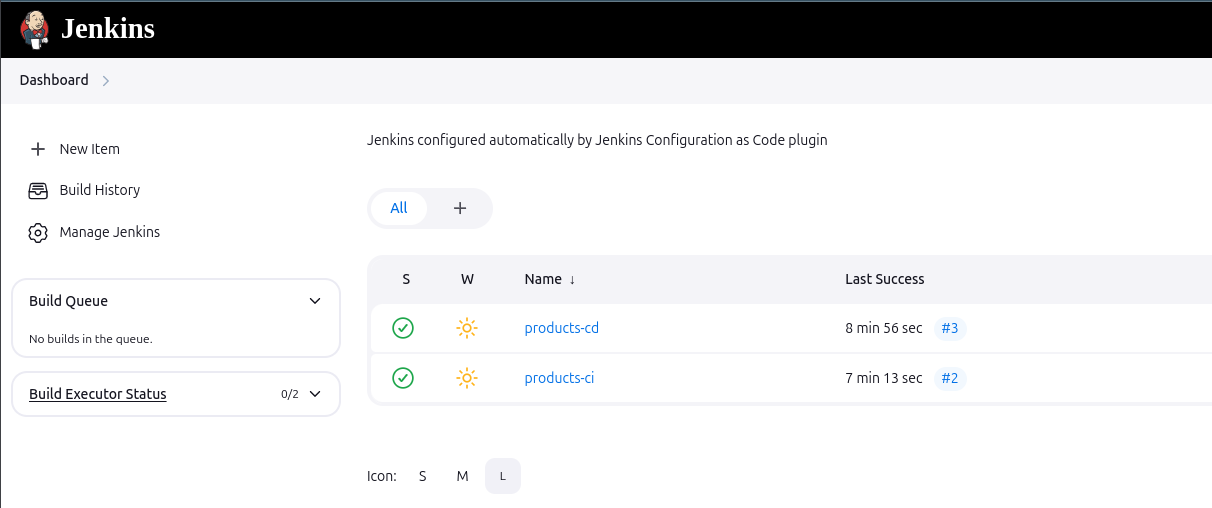 Jenkins
Dashboard
New Item
Build History
Manage Jenkins
Build Queue
No builds in the queue.
Build Executor Status 0/2
Jenkins configured automatically by Jenkins Configuration as Code plugin
All +
S W Name ↓ Last Success
products-cd 8 min 56 sec #3
products-ci 7 min 13 sec #2
Icon: S M L